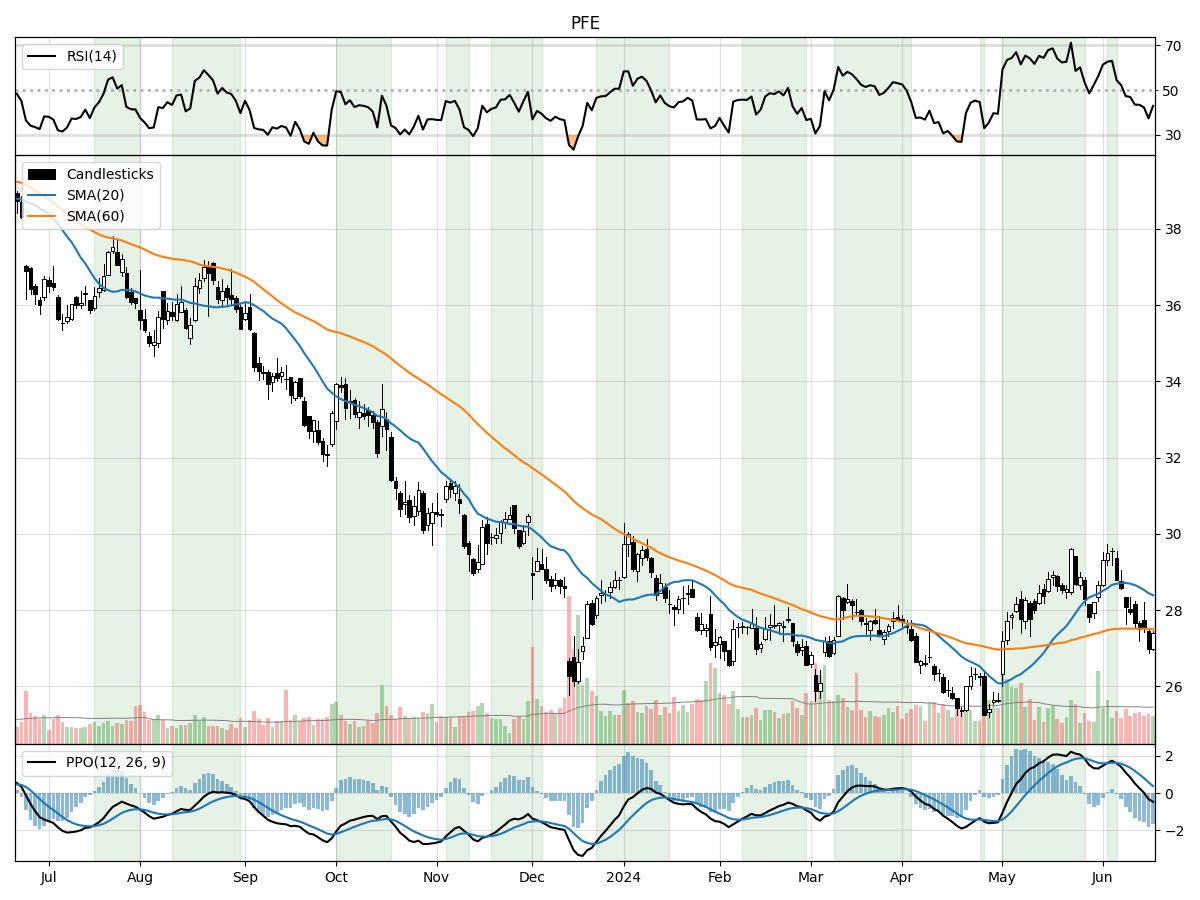 PFE
RSI(14)
70
50
30
Candlesticks
SMA(20)
SMA(60)
38
36
34
32
30
28
26
PPO(12, 26, 9)
2
0
−2
Jul Aug Sep Oct Nov Dec 2024 Feb Mar Apr May Jun